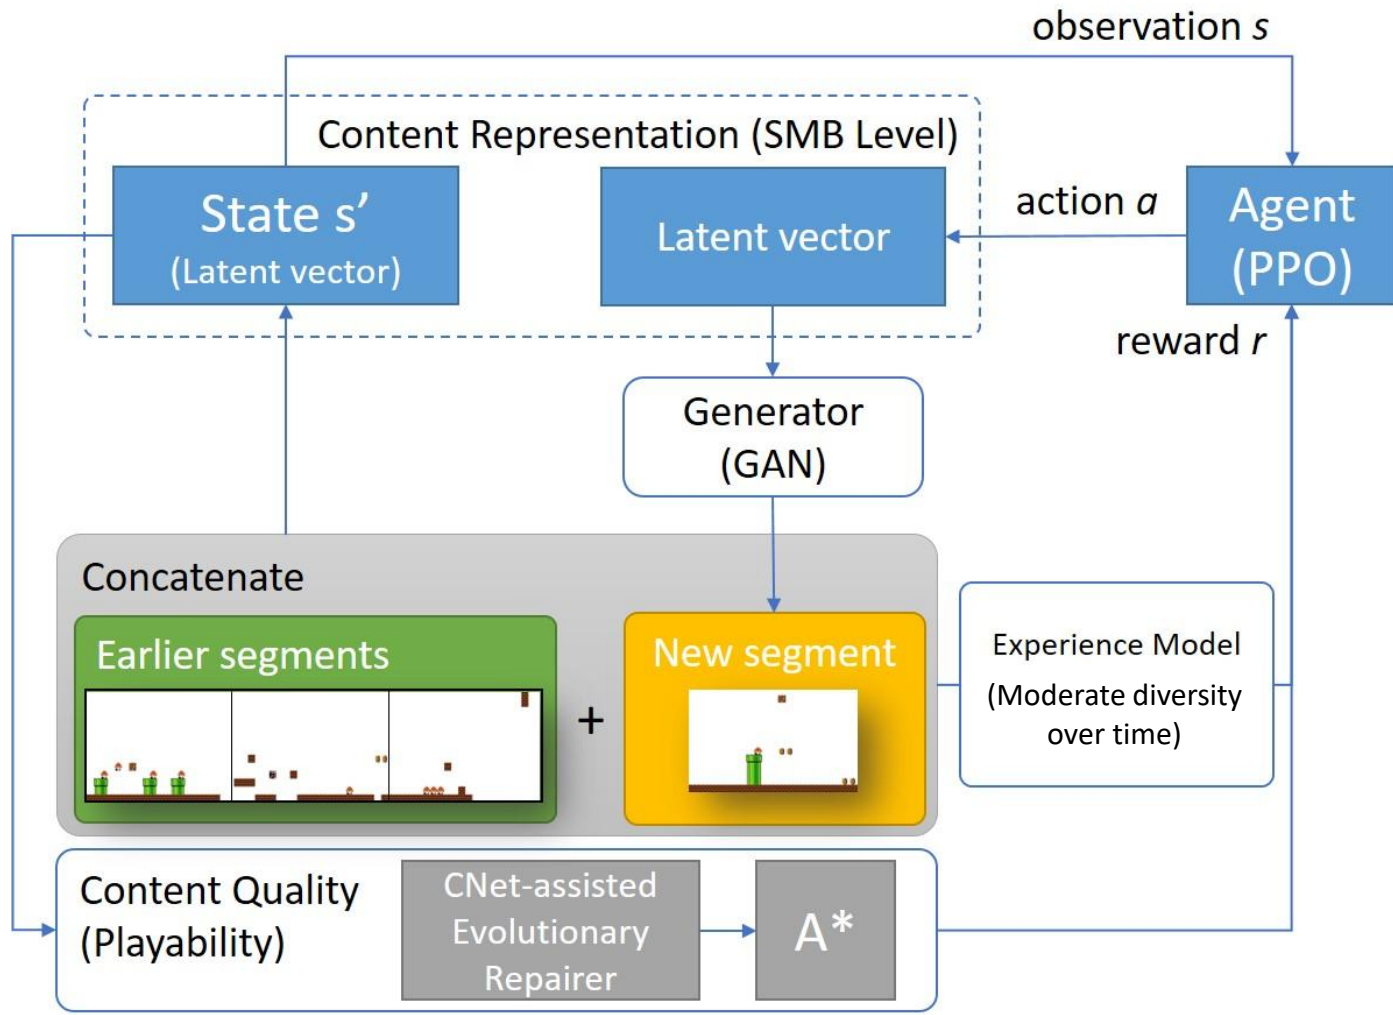 observation s
Content Representation (SMB Level)
State s’
(Latent vector)
Latent vector
action a
Agent
(PPO)
reward r
Generator
(GAN)
Concatenate
Earlier segments
+
New segment
Experience Model
(Moderate diversity
over time)
Content Quality
(Playability)
CNet-assisted
Evolutionary
Repairer
A*